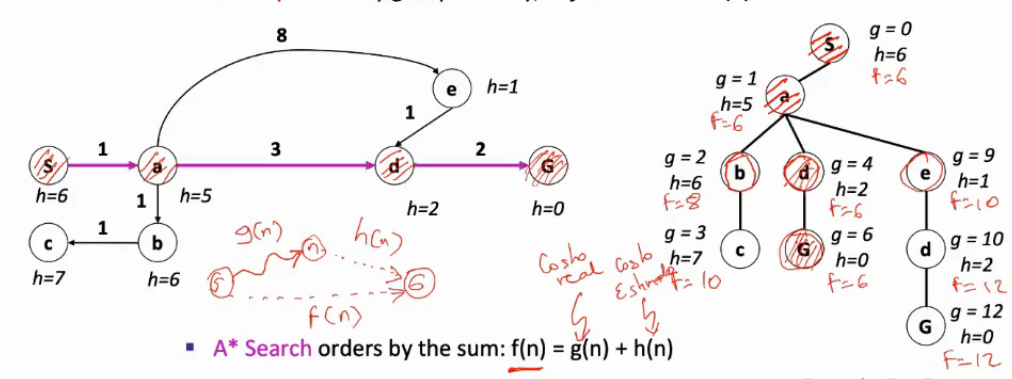 8
e
h=1
1
S
1
a
3
d
2
G
h=6
h=5
h=2
h=0
1
c
1
b
h=7
h=6
g(n)
n
h(n)
S
G
f(n)
Costo
real
Costo
A* Search orders by the sum: f(n) = g(n) + h(n)
S
g = 0
h=6
f=6
g = 1
h=5
f=6
a
g = 2
h=6
f=8
b
d
g = 4
h=2
f=6
e
g = 9
h=1
f=10
g = 3
h=7
f=10
c
G
g = 6
h=0
f=6
d
g = 10
h=2
f=12
G
g = 12
h=0
F=12